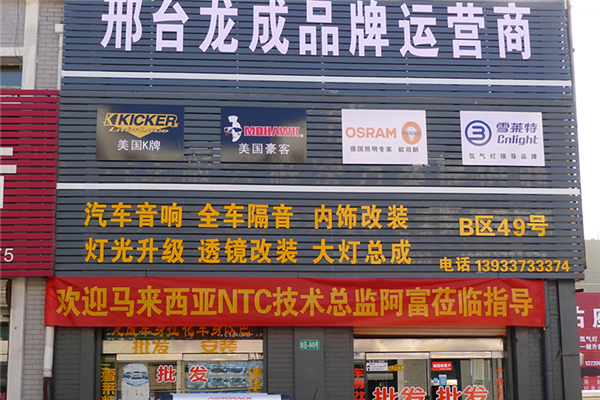 邢台龙成品牌运营商
KICKER
美国K牌
MOHAWK
美国豪客
OSRAM
OSRAM
德国照明专家 欧司朗
雪莱特
Cnlight
氙气灯领导品牌
汽车音响 全车隔音 内饰改装
B区49号
灯光升级 透镜改装 大灯总成
电话 13933733374
欢迎马来西亚NTC技术总监阿富莅临指导
批发 安装
批发
批发
批发
批发